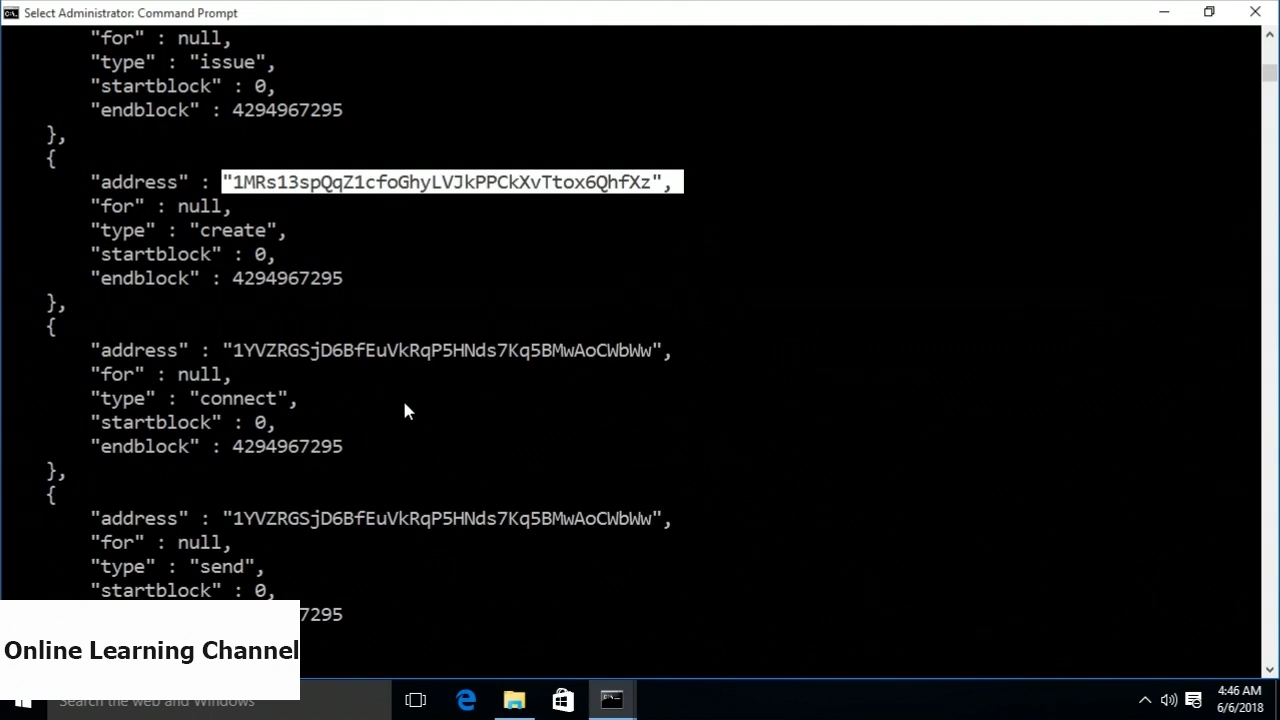 Select Administrator: Command Prompt
"for" : null,
"type" : "issue",
"startblock" : 0,
"endblock" : 4294967295
},
{
"address" : "1MRs13spQqZ1cfoGhyLVJkPPCkXvTtox6QhfXz",
"for" : null,
"type" : "create",
"startblock" : 0,
"endblock" : 4294967295
},
{
"address" : "1YVZRGSjD6BfEuVkRqP5HNds7Kq5BMwAoCWbWw",
"for" : null,
"type" : "connect",
"startblock" : 0,
"endblock" : 4294967295
},
{
"address" : "1YVZRGSjD6BfEuVkRqP5HNds7Kq5BMwAoCWbWw",
"for" : null,
"type" : "send",
"startblock" : 0,
7295
Online Learning Channel
Search the web and Windows
4:46 AM
6/6/2018